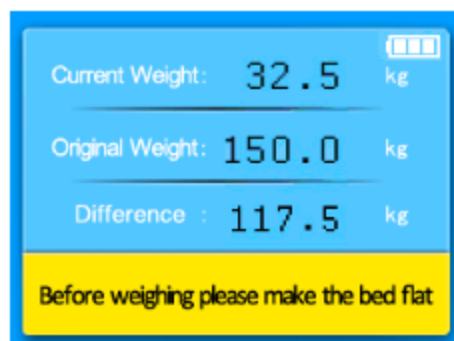 Current Weight: 32.5 kg
Original Weight: 150.0 kg
Difference : 117.5 kg
Before weighing please make the bed flat